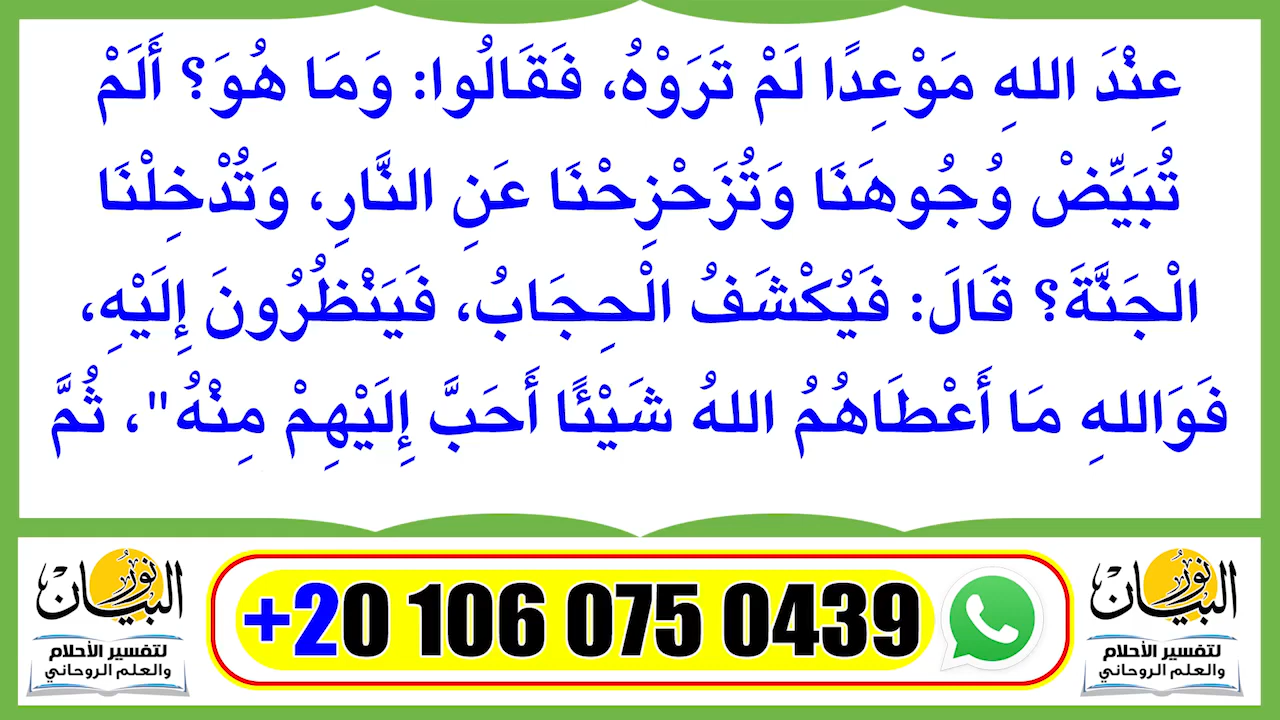 عِنْدَ اللهِ مَوْعِدًا لَمْ تَرَوْهُ، فَقَالُوا: وَمَا هُوَ؟ أَلَمْ
تُبَيِّضْ وُجُوهَنَا وَتُزَحْزِحْنَا عَنِ النَّارِ، وَتُدْخِلْنَا
الْجَنَّةَ؟ قَالَ: فَيُكْشَفُ الْحِجَابُ، فَيَنْظُرُونَ إِلَيْهِ،
فَوَاللهِ مَا أَعْطَاهُمُ اللهُ شَيْئًا أَحَبَّ إِلَيْهِمْ مِنْهُ"، ثُمَّ
نور البيان
لتفسير الأحلام
والعلم الروحاني
+20 106 075 0439
نور البيان
لتفسير الأحلام
والعلم الروحاني